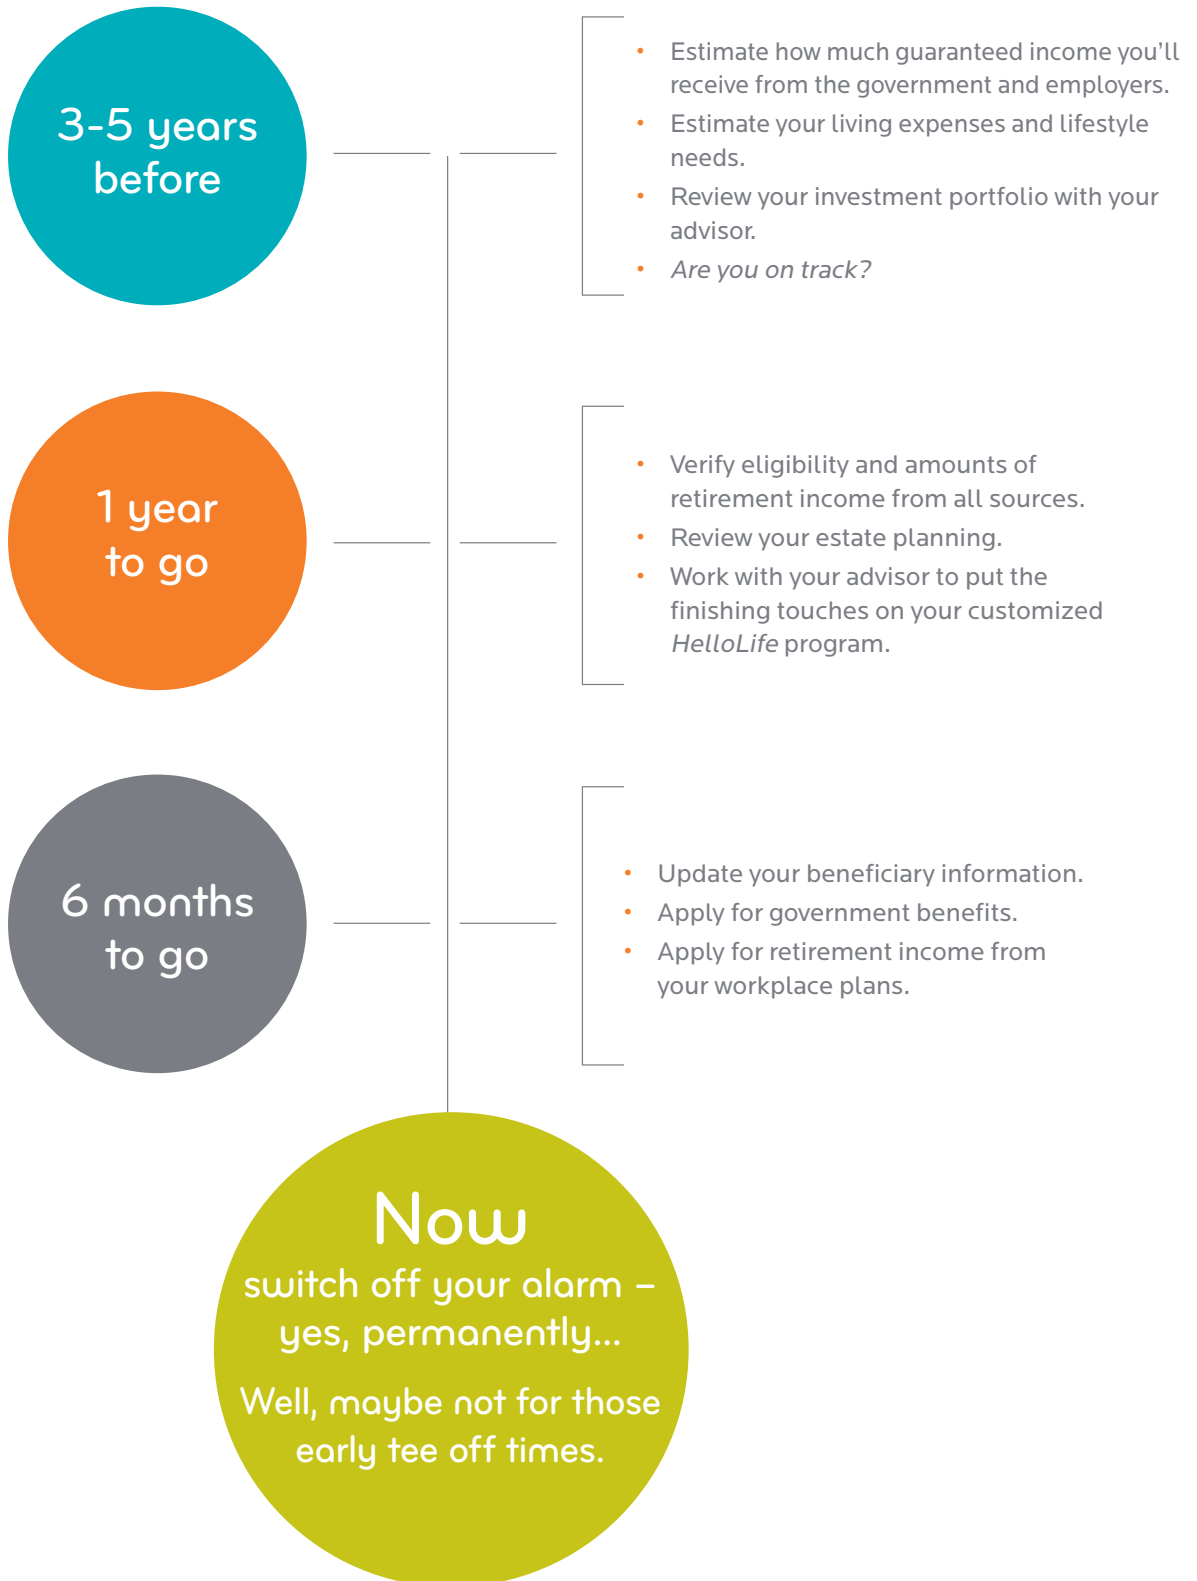 3-5 years
before
• Estimate how much guaranteed income you’ll
receive from the government and employers.
• Estimate your living expenses and lifestyle
needs.
• Review your investment portfolio with your
advisor.
• Are you on track?
1 year
to go
• Verify eligibility and amounts of
retirement income from all sources.
• Review your estate planning.
• Work with your advisor to put the
finishing touches on your customized
HelloLife program.
6 months
to go
• Update your beneficiary information.
• Apply for government benefits.
• Apply for retirement income from
your workplace plans.
Now
switch off your alarm –
yes, permanently...
Well, maybe not for those
early tee off times.